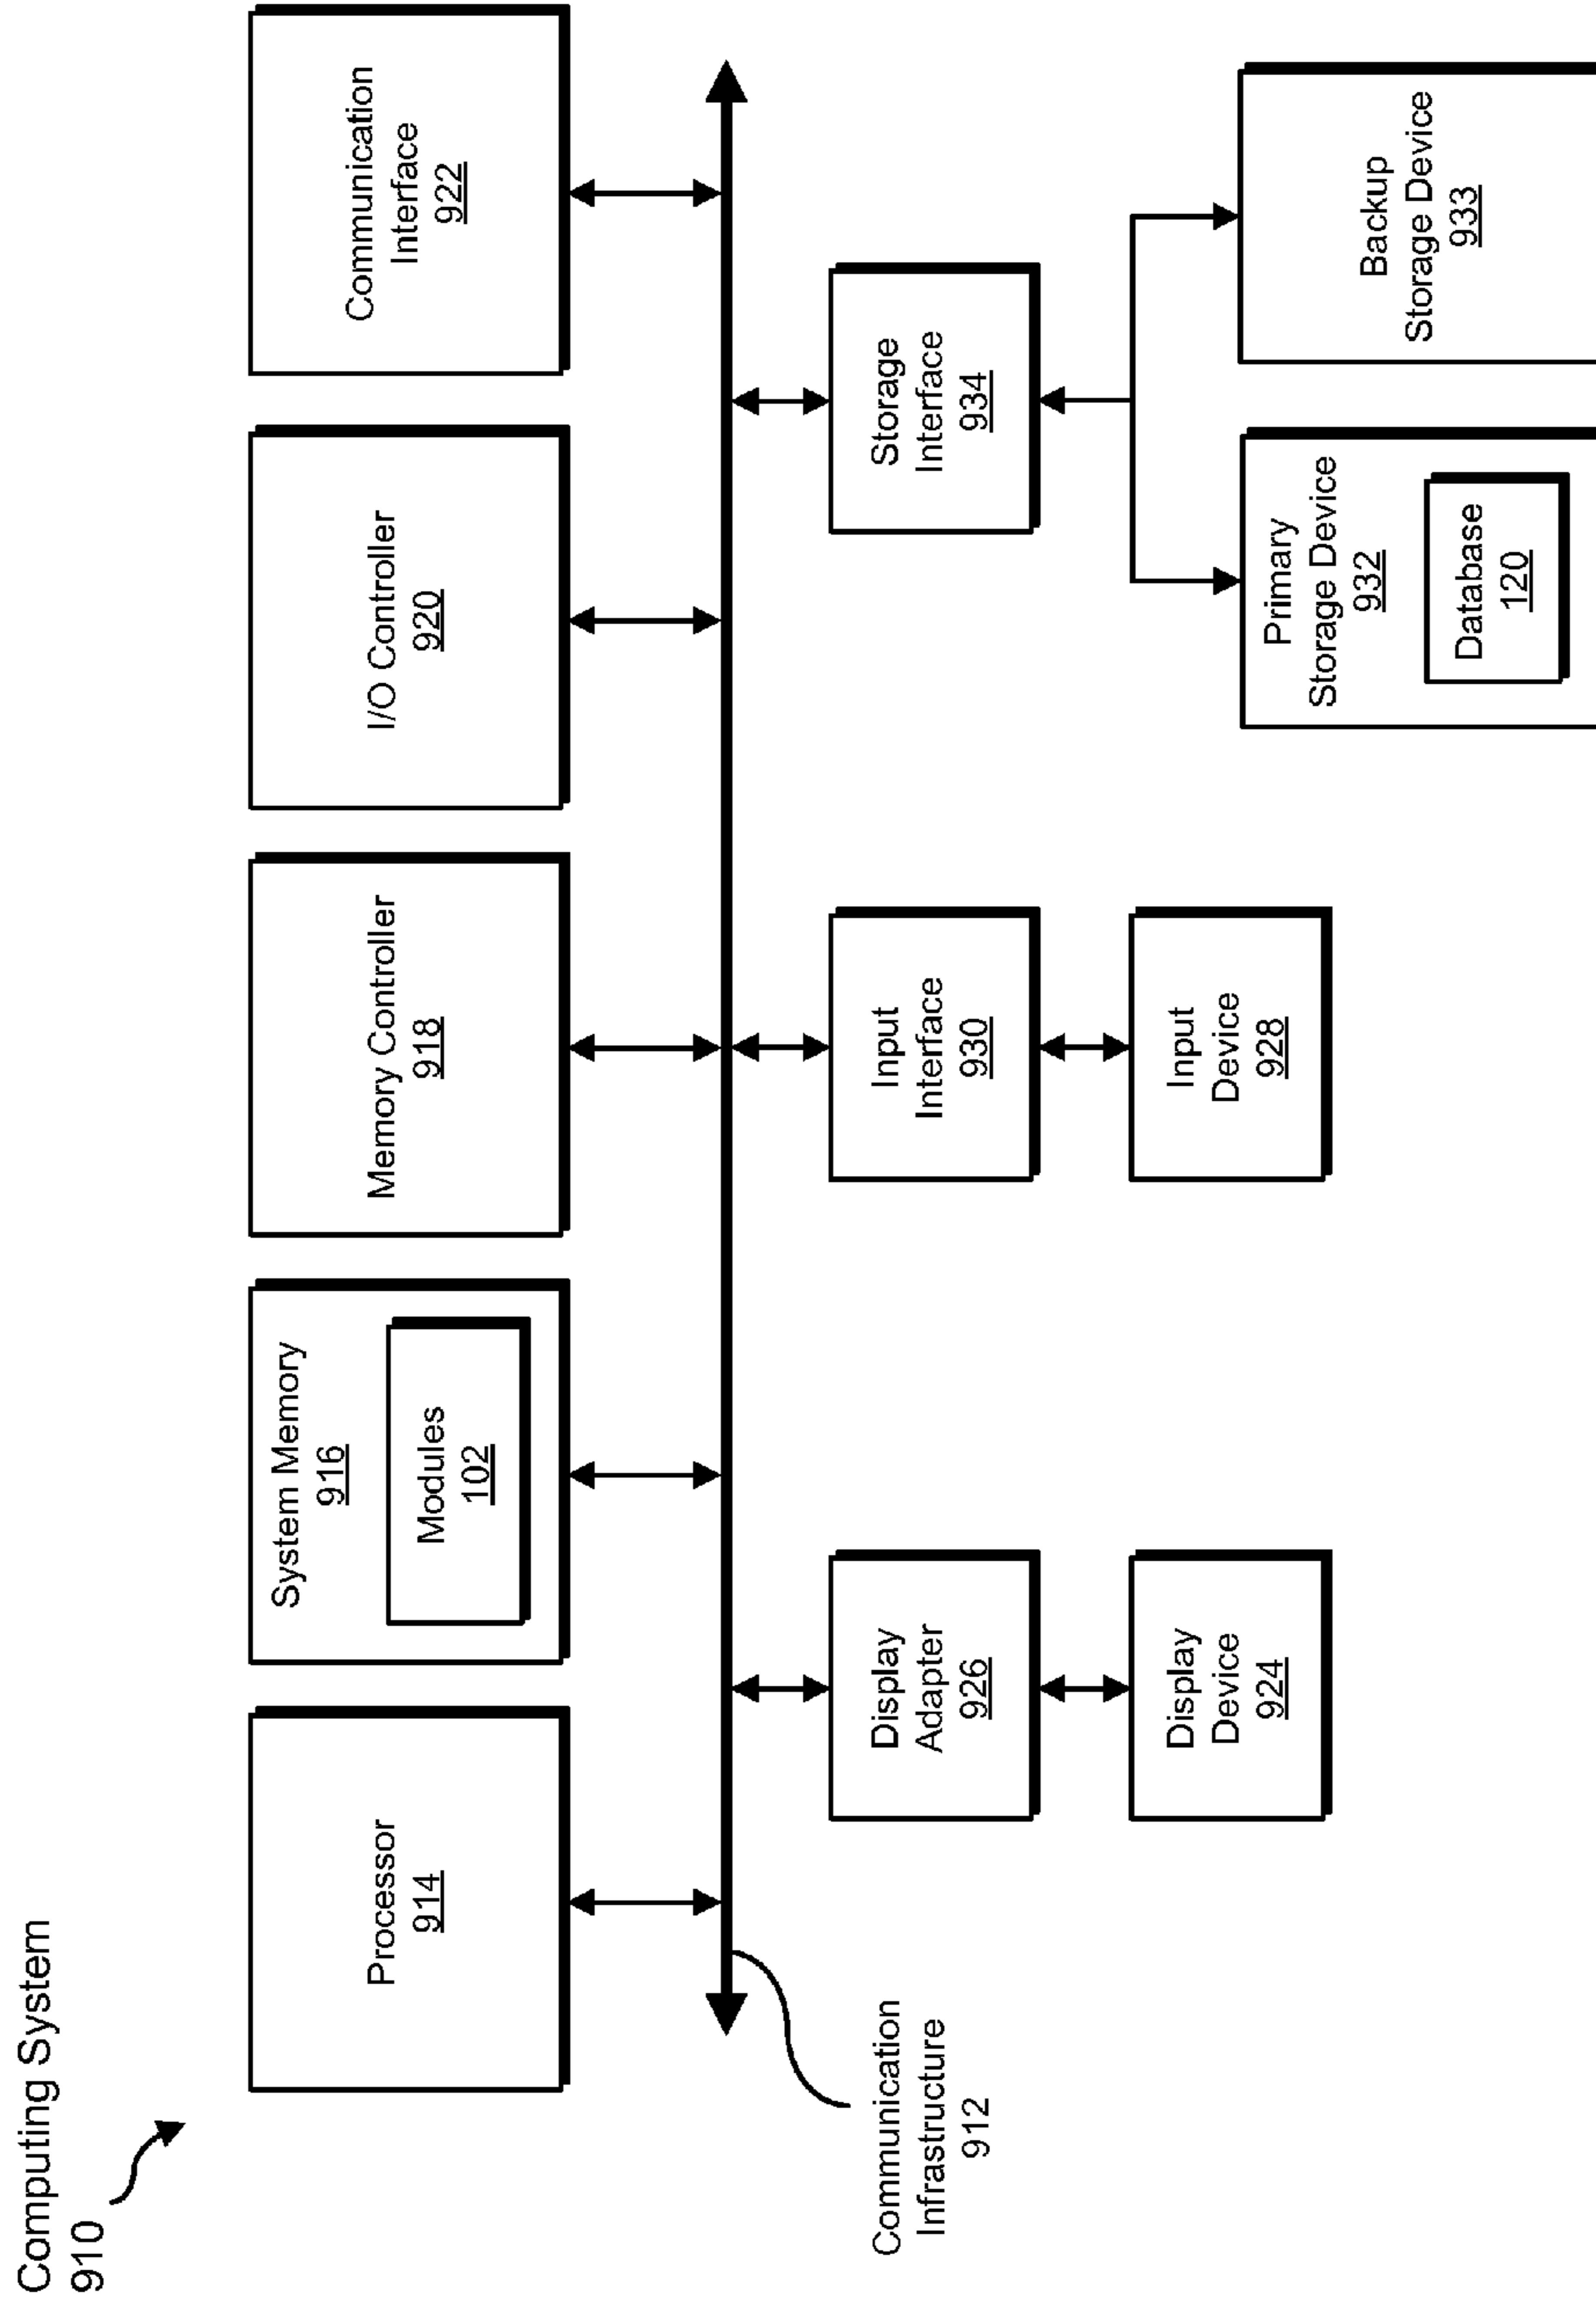 Computing System
910
Processor
914
System Memory
916
Modules
102
Memory Controller
918
I/O Controller
920
Communication
Interface
922
Communication
Infrastructure
912
Display
Adapter
926
Input
Interface
930
Storage
Interface
934
Display
Device
924
Input
Device
928
Primary
Storage Device
932
Database
120
Backup
Storage Device
933